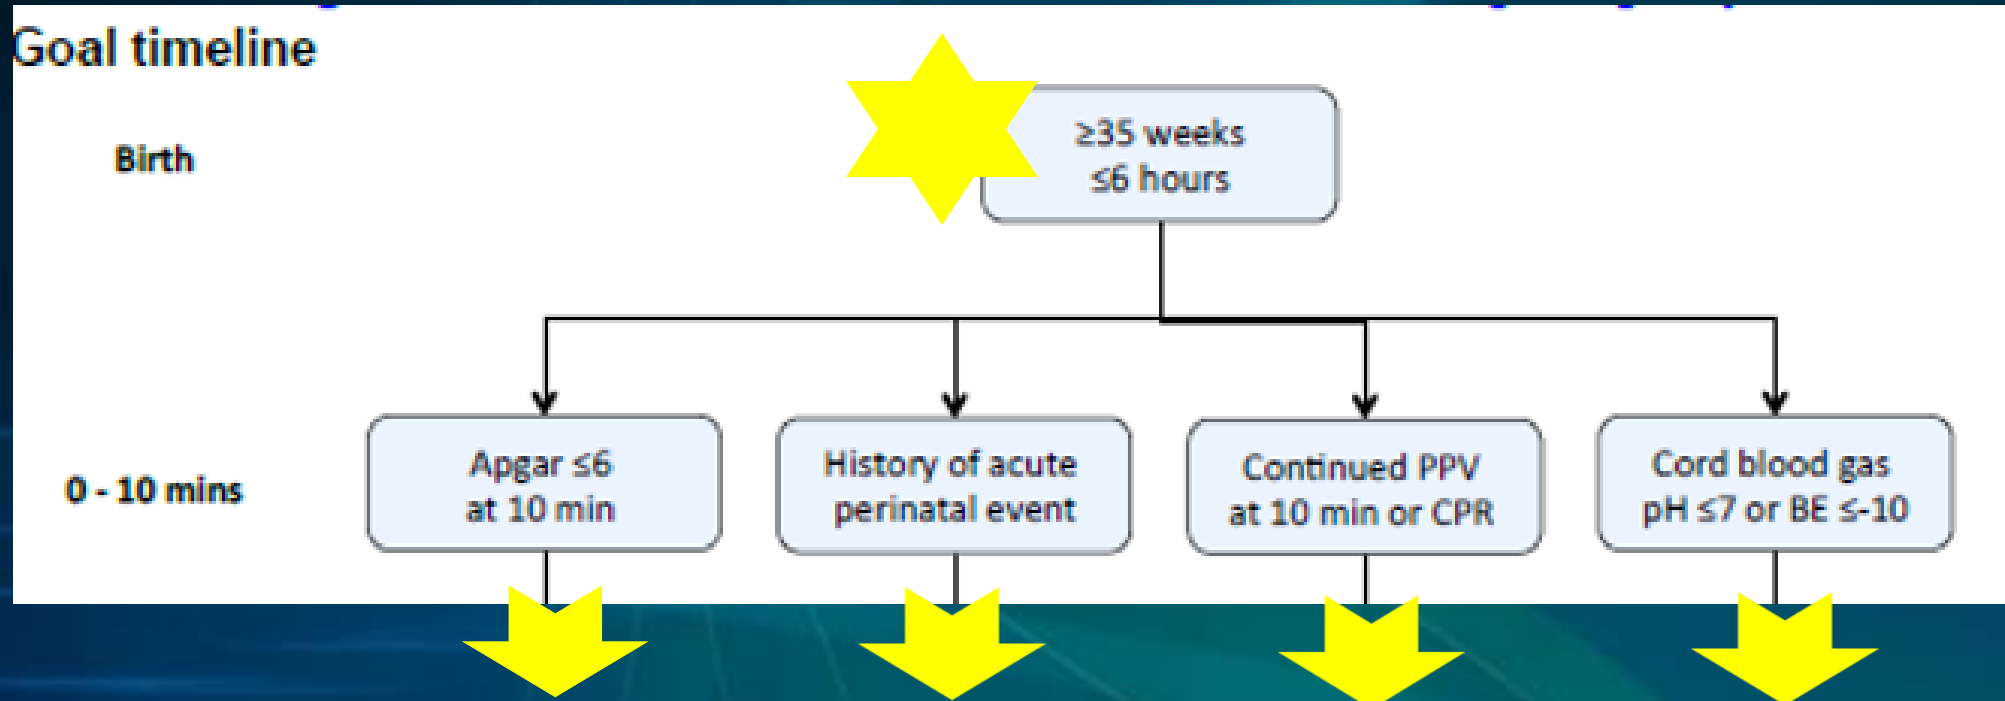 Goal timeline
Birth
≥35 weeks
≤6 hours
0 - 10 mins
Apgar ≤6
at 10 min
History of acute
perinatal event
Continued PPV
at 10 min or CPR
Cord blood gas
pH ≤7 or BE ≤-10